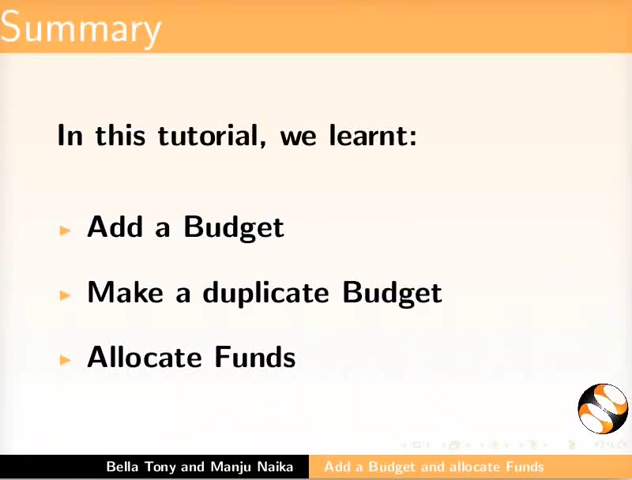 Summary
In this tutorial, we learnt:
Add a Budget
Make a duplicate Budget
Allocate Funds
Bella Tony and Manju Naika
Add a Budget and allocate Funds